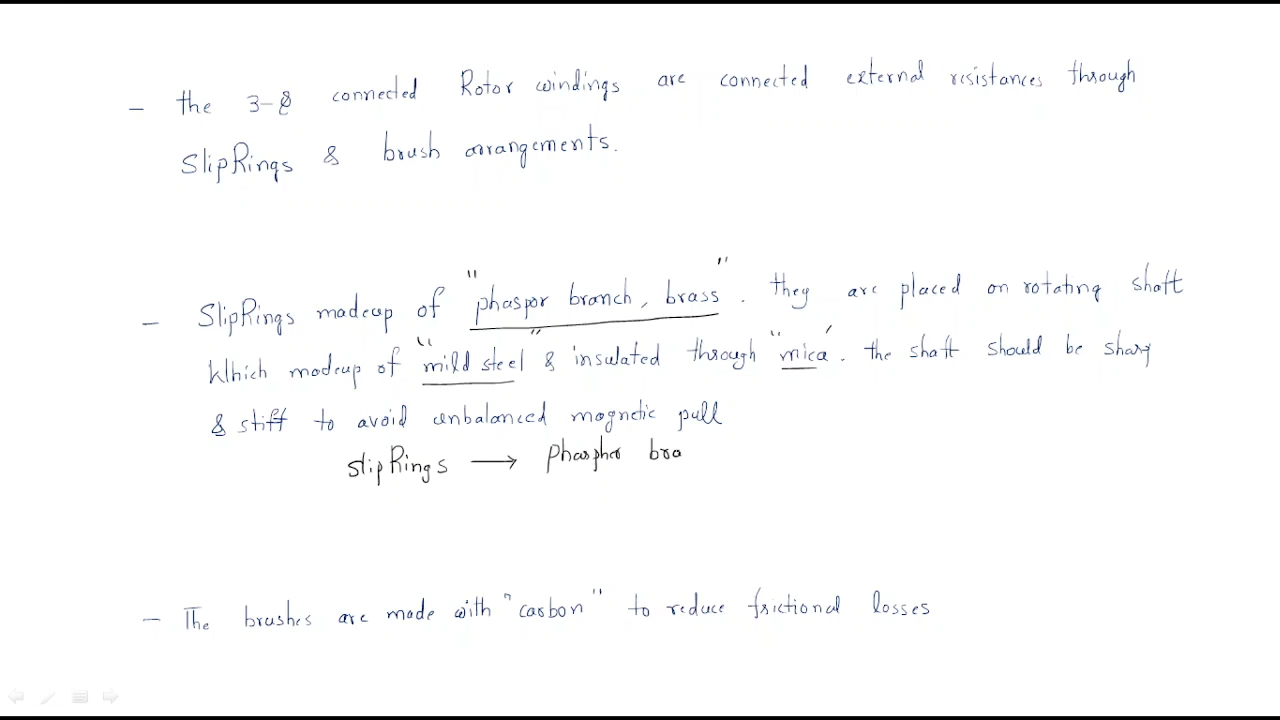 - the 3-8 connected Rotor windings are connected external resistances through
SlipRings & brush arrangements.
- SlipRings madeup of "phaspor branch, brass". they are placed on rotating shaft
Which madeup of "mild steel" & insulated through "mica'. the shaft should be sharp
& stiff to avoid unbalanced magnetic pull
slipRings → Phasphor bra
- The brushes are made with "carbon" to reduce frictional losses